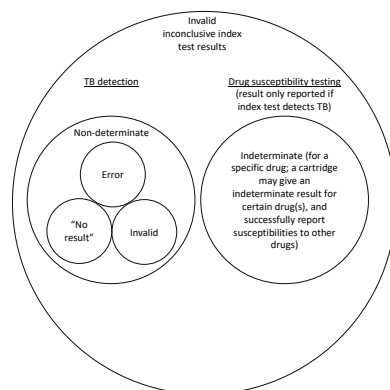 Invalid
inconclusive index
test results
TB detection
Drug susceptibility testing
(result only reported if
index test detects TB)
Non-determinate
Error
“No
result”
Invalid
Indeterminate (for a
specific drug; a cartridge
may give an
indeterminate result for
certain drug(s), and
successfully report
susceptibilities to other
drugs)